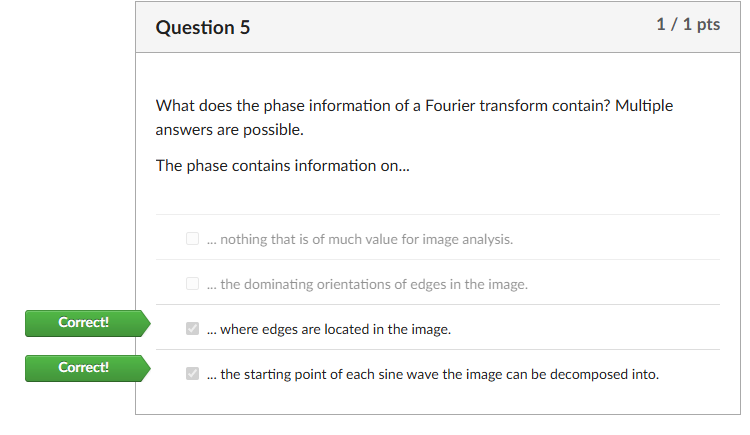 Question 5
1 / 1 pts
What does the phase information of a Fourier transform contain? Multiple
answers are possible.
The phase contains information on...
... nothing that is of much value for image analysis.
... the dominating orientations of edges in the image.
Correct!
... where edges are located in the image.
Correct!
... the starting point of each sine wave the image can be decomposed into.